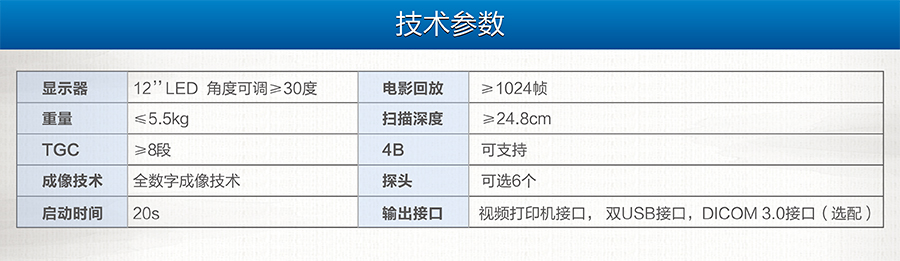 技术参数
显示器 12’’LED 角度可调≥30度 电影回放 ≥1024帧
重量 ≤5.5kg 扫描深度 ≥24.8cm
TGC ≥8段 4B 可支持
成像技术 全数字成像技术 探头 可选6个
启动时间 20s 输出接口 视频打印机接口，双USB接口，DICOM 3.0接口（选配）